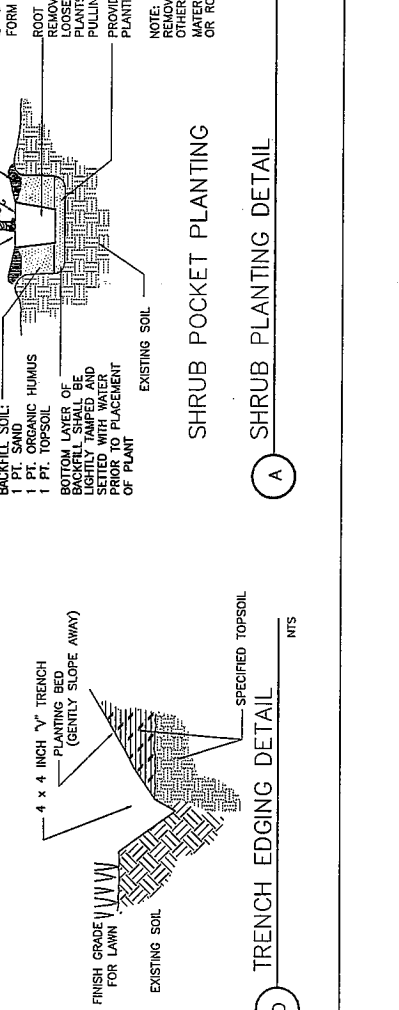 FORM
ROOT
REMOV
LOOSE
PLANT
PULLIN
PROVID
PLANTI
NOTE:
REMOV
OTHER
MATER
OR RO
BACKFILL SOIL:
1 PT. SAND
1 PT. ORGANIC HUMUS
1 PT. TOPSOIL
BOTTOM LAYER OF
BACKFILL SHALL BE
LIGHTLY TAMPED AND
SETTED WITH WATER
PRIOR TO PLACEMENT
OF PLANT
EXISTING SOIL
SHRUB POCKET PLANTING
A
SHRUB PLANTING DETAIL
4 x 4 INCH "V" TRENCH
PLANTING BED
(GENTLY SLOPE AWAY)
FINISH GRADE
FOR LAWN
EXISTING SOIL
SPECIFIED TOPSOIL
TRENCH EDGING DETAIL
NTS